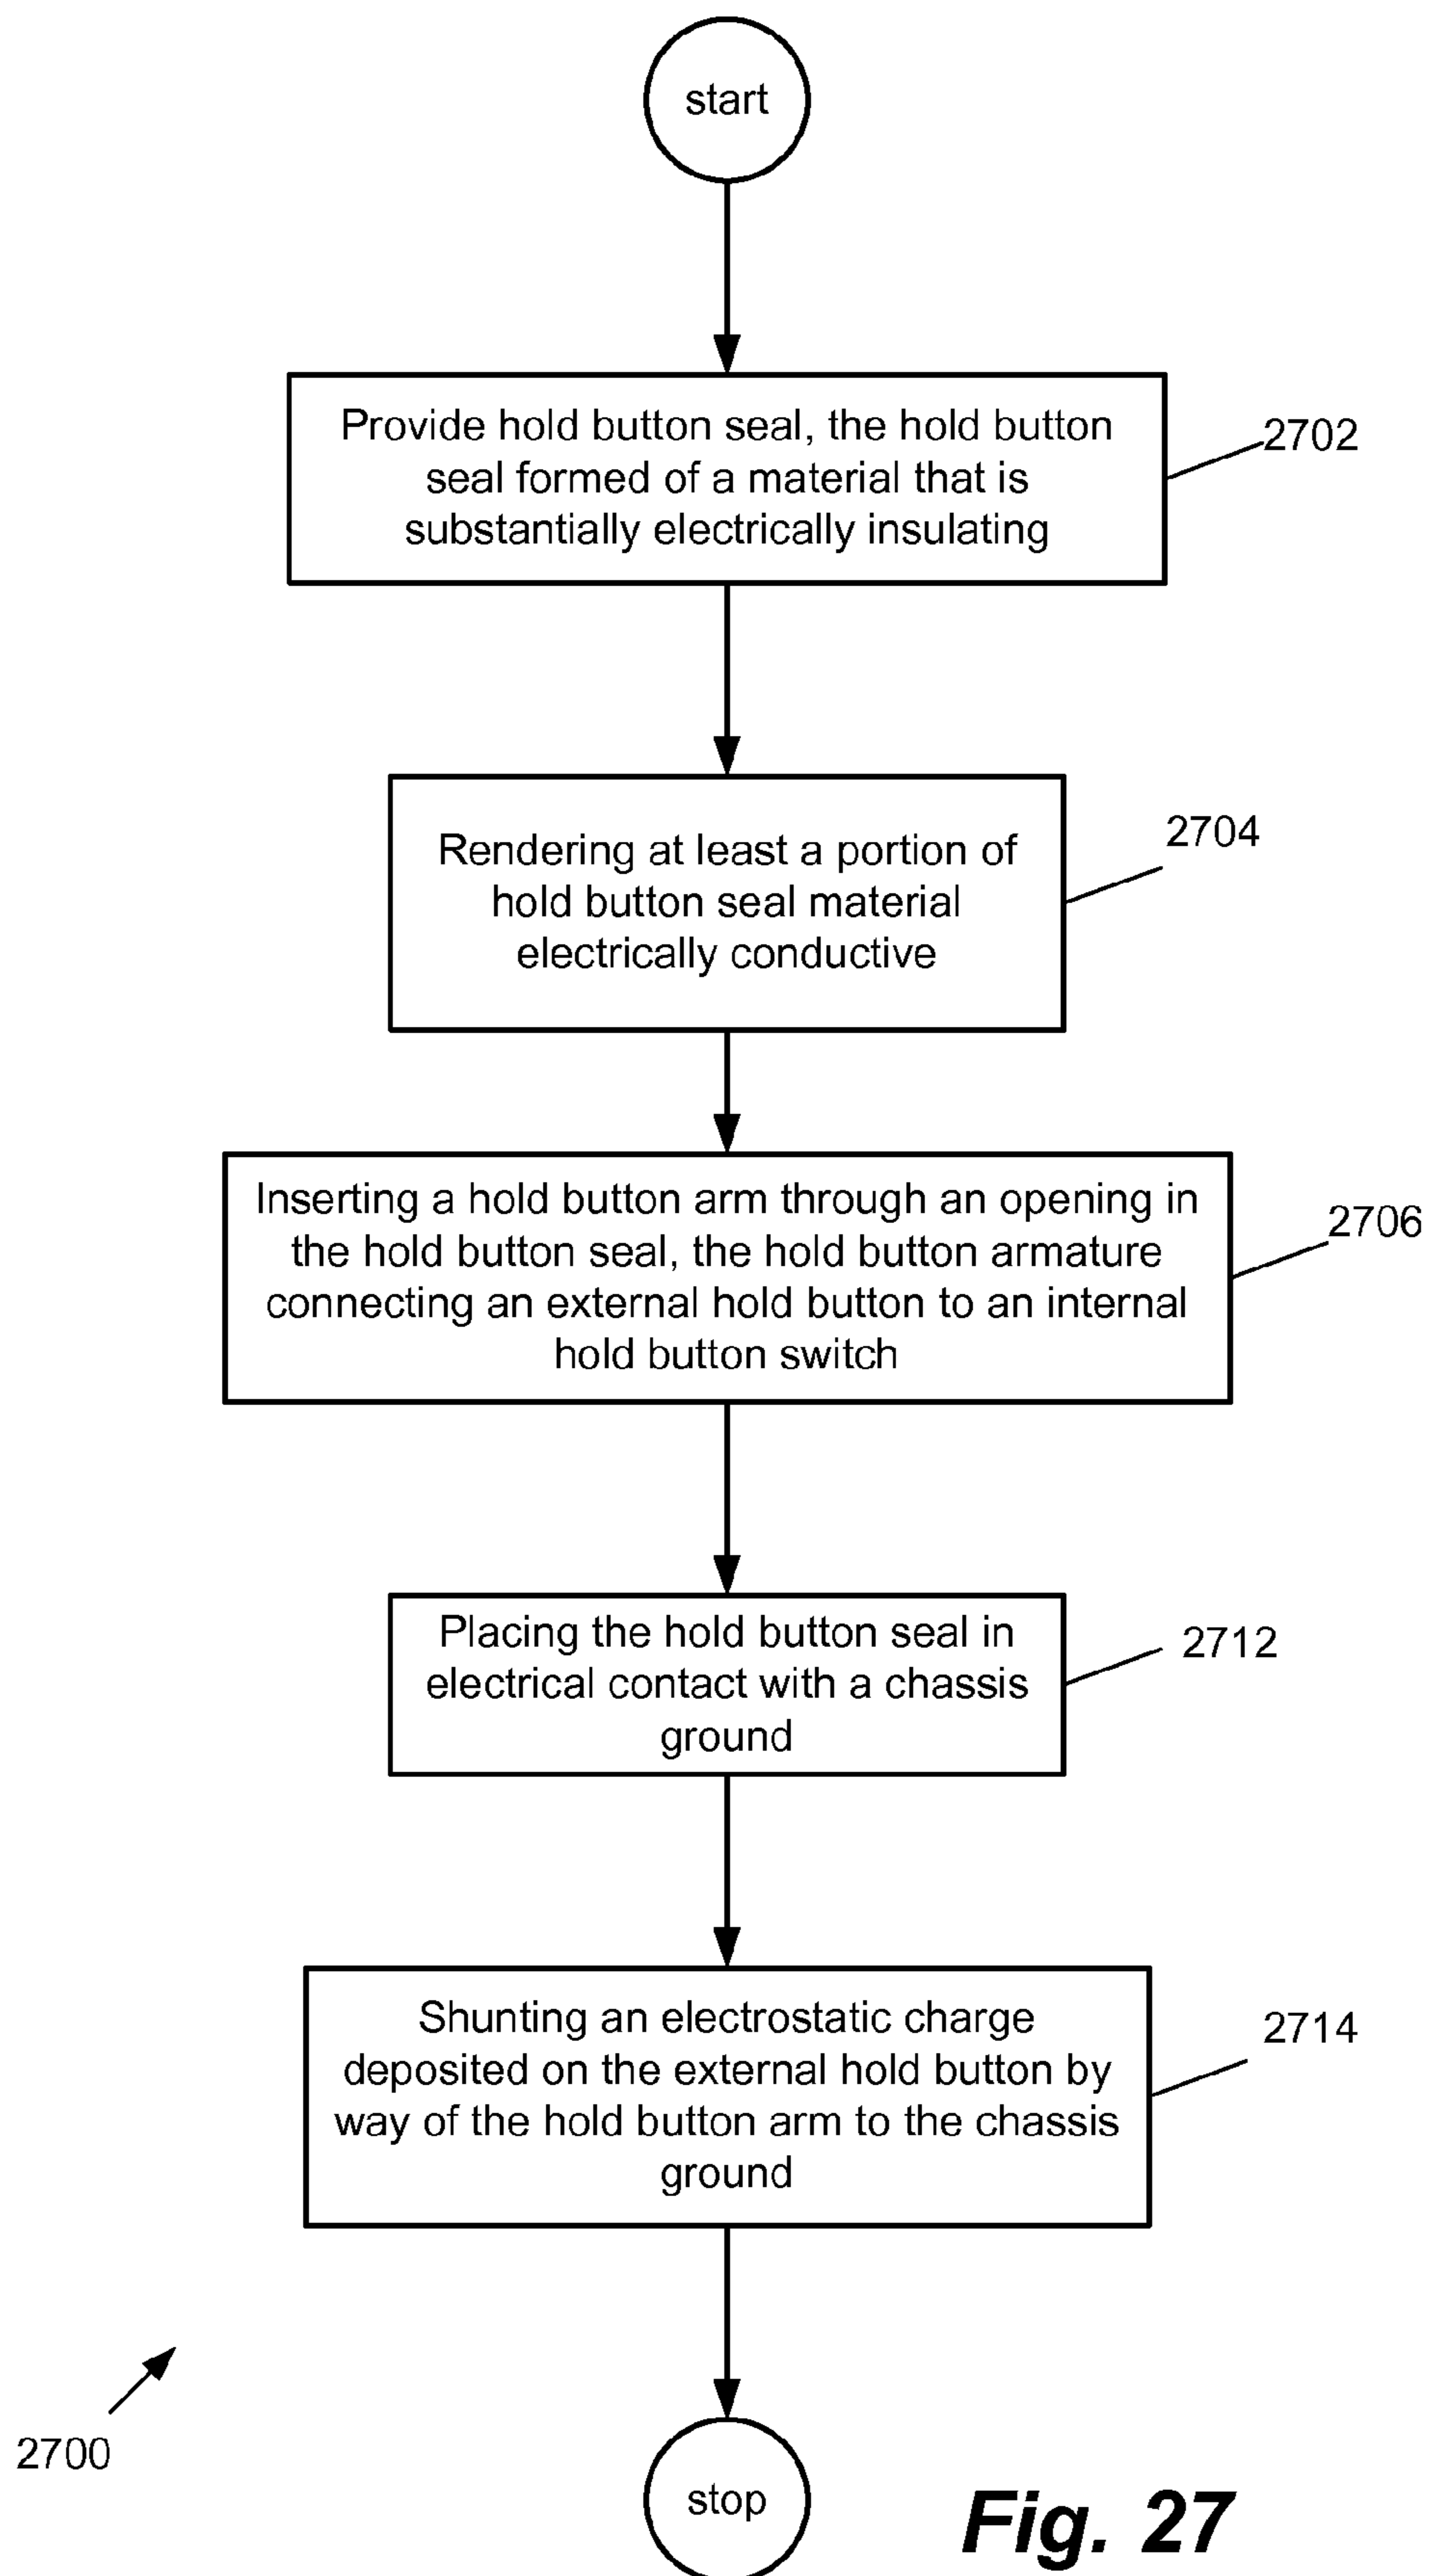 start
Provide hold button seal, the hold button
seal formed of a material that is
substantially electrically insulating
2702
Rendering at least a portion of
hold button seal material
electrically conductive
2704
Inserting a hold button arm through an opening in
the hold button seal, the hold button armature
connecting an external hold button to an internal
hold button switch
2706
Placing the hold button seal in
electrical contact with a chassis
ground
2712
Shunting an electrostatic charge
deposited on the external hold button by
way of the hold button arm to the chassis
ground
2714
2700
stop
Fig. 27